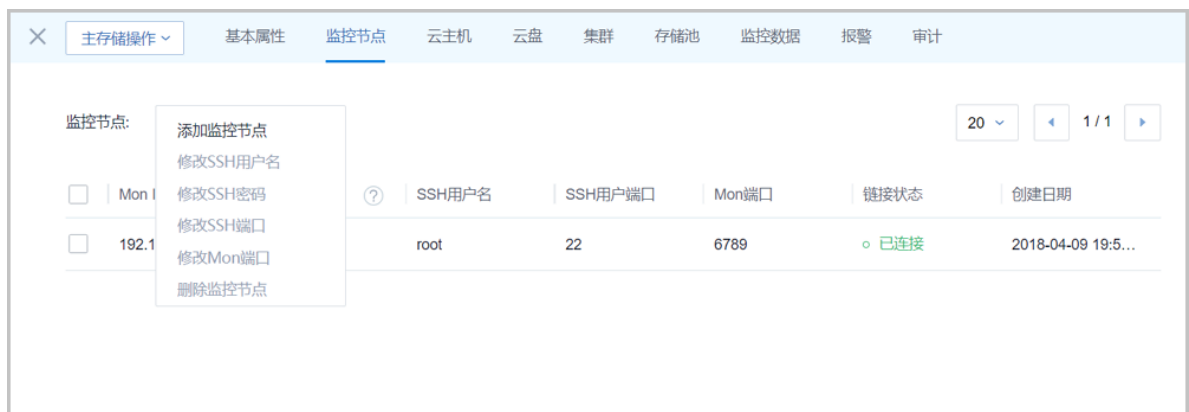 主存储操作 基本属性 监控节点 云主机 云盘 集群 存储池 监控数据 报警 审计
监控节点: 20 1 / 1
添加监控节点
修改SSH用户名
修改SSH密码
修改SSH端口
修改Mon端口
删除监控节点
Mon I ? SSH用户名 SSH用户端口 Mon端口 链接状态 创建日期
192.1 root 22 6789 已连接 2018-04-09 19:5...